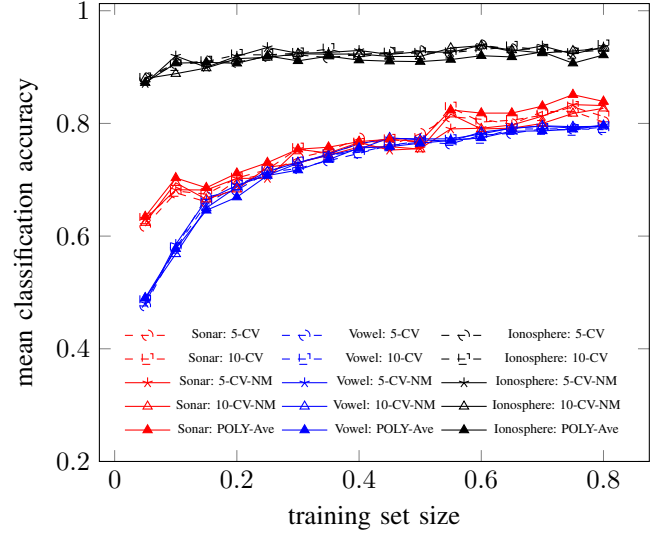 1
0.8
0.6
0.4
0.2
mean classification accuracy
Sonar: 5-CV Vowel: 5-CV Ionosphere: 5-CV
Sonar: 10-CV Vowel: 10-CV Ionosphere: 10-CV
Sonar: 5-CV-NM Vowel: 5-CV-NM Ionosphere: 5-CV-NM
Sonar: 10-CV-NM Vowel: 10-CV-NM Ionosphere: 10-CV-NM
Sonar: POLY-Ave Vowel: POLY-Ave Ionosphere: POLY-Ave
0 0.2 0.4 0.6 0.8
training set size